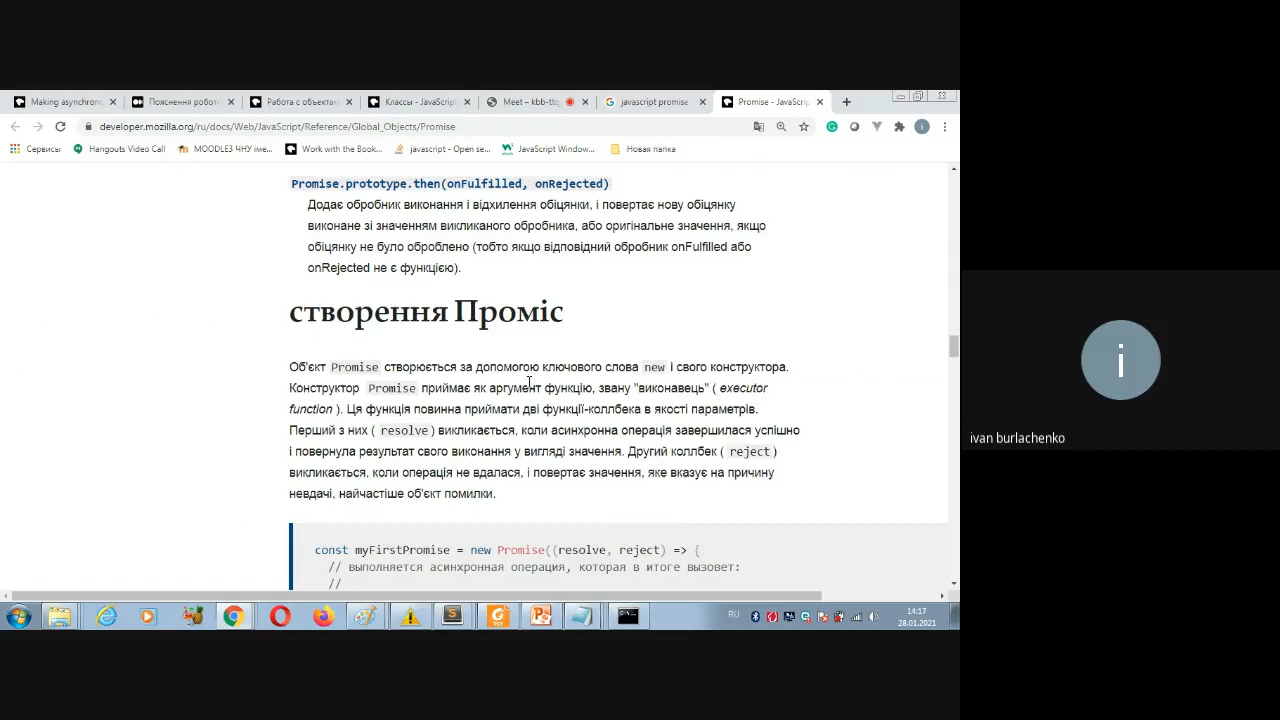 Making asynchron
Пояснення роботи
Работа с объектам
Классы - JavaScript
Meet – kbb-ttq
javascript promise
Promise - JavaScrip
developer.mozilla.org/ru/docs/Web/JavaScript/Reference/Global_Objects/Promise
Сервисы
Hangouts Video Call
MOODLE3 ЧНУ іме...
Work with the Book...
javascript - Open se...
JavaScript Window...
Новая папка
Promise.prototype.then(onFulfilled, onRejected)
Додає обробник виконання і відхилення обіцянки, і повертає нову обіцянку
виконане зі значенням викликаного обробника, або оригінальне значення, якщо
обіцянку не було оброблено (тобто якщо відповідний обробник onFulfilled або
onRejected не є функцією).
створення Проміс
Об'єкт Promise створюється за допомогою ключового слова new і свого конструктора.
Конструктор Promise приймає як аргумент функцію, звану "виконавець" ( executor
function ). Ця функція повинна приймати дві функції-коллбека в якості параметрів.
Перший з них ( resolve ) викликається, коли асинхронна операція завершилася успішно
і повернула результат свого виконання у вигляді значення. Другий коллбек ( reject )
викликається, коли операція не вдалася, і повертає значення, яке вказує на причину
невдачі, найчастіше об'єкт помилки.
const myFirstPromise = new Promise((resolve, reject) => {
// выполняется асинхронная операция, которая в итоге вызовет:
//
RU
14:17
28.01.2021
i
ivan burlachenko